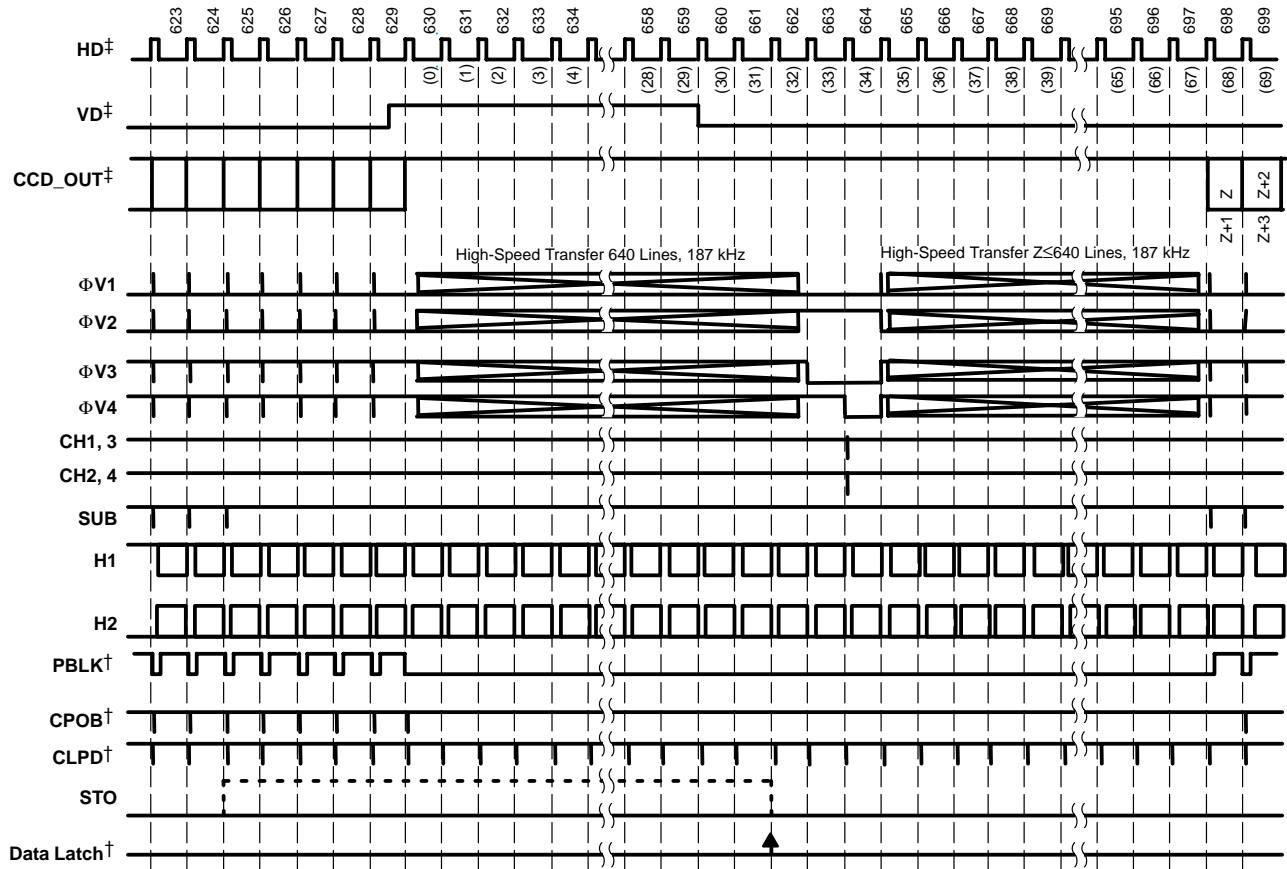 623 624 625 626 627 628 629 630 631 632 633 634 658 659 660 661 662 663 664 665 666 667 668 669 695 696 697 698 699
HD‡
(0) (1) (2) (3) (4) (28) (29) (30) (31) (32) (33) (34) (35) (36) (37) (38) (39) (65) (66) (67) (68) (69)
VD‡
CCD_OUT‡
Z Z+2
Z+1 Z+3
High-Speed Transfer 640 Lines, 187 kHz
High-Speed Transfer Z≤640 Lines, 187 kHz
ΦV1
ΦV2
ΦV3
ΦV4
CH1, 3
CH2, 4
SUB
H1
H2
PBLK†
CPOB†
CLPD†
STO
Data Latch†